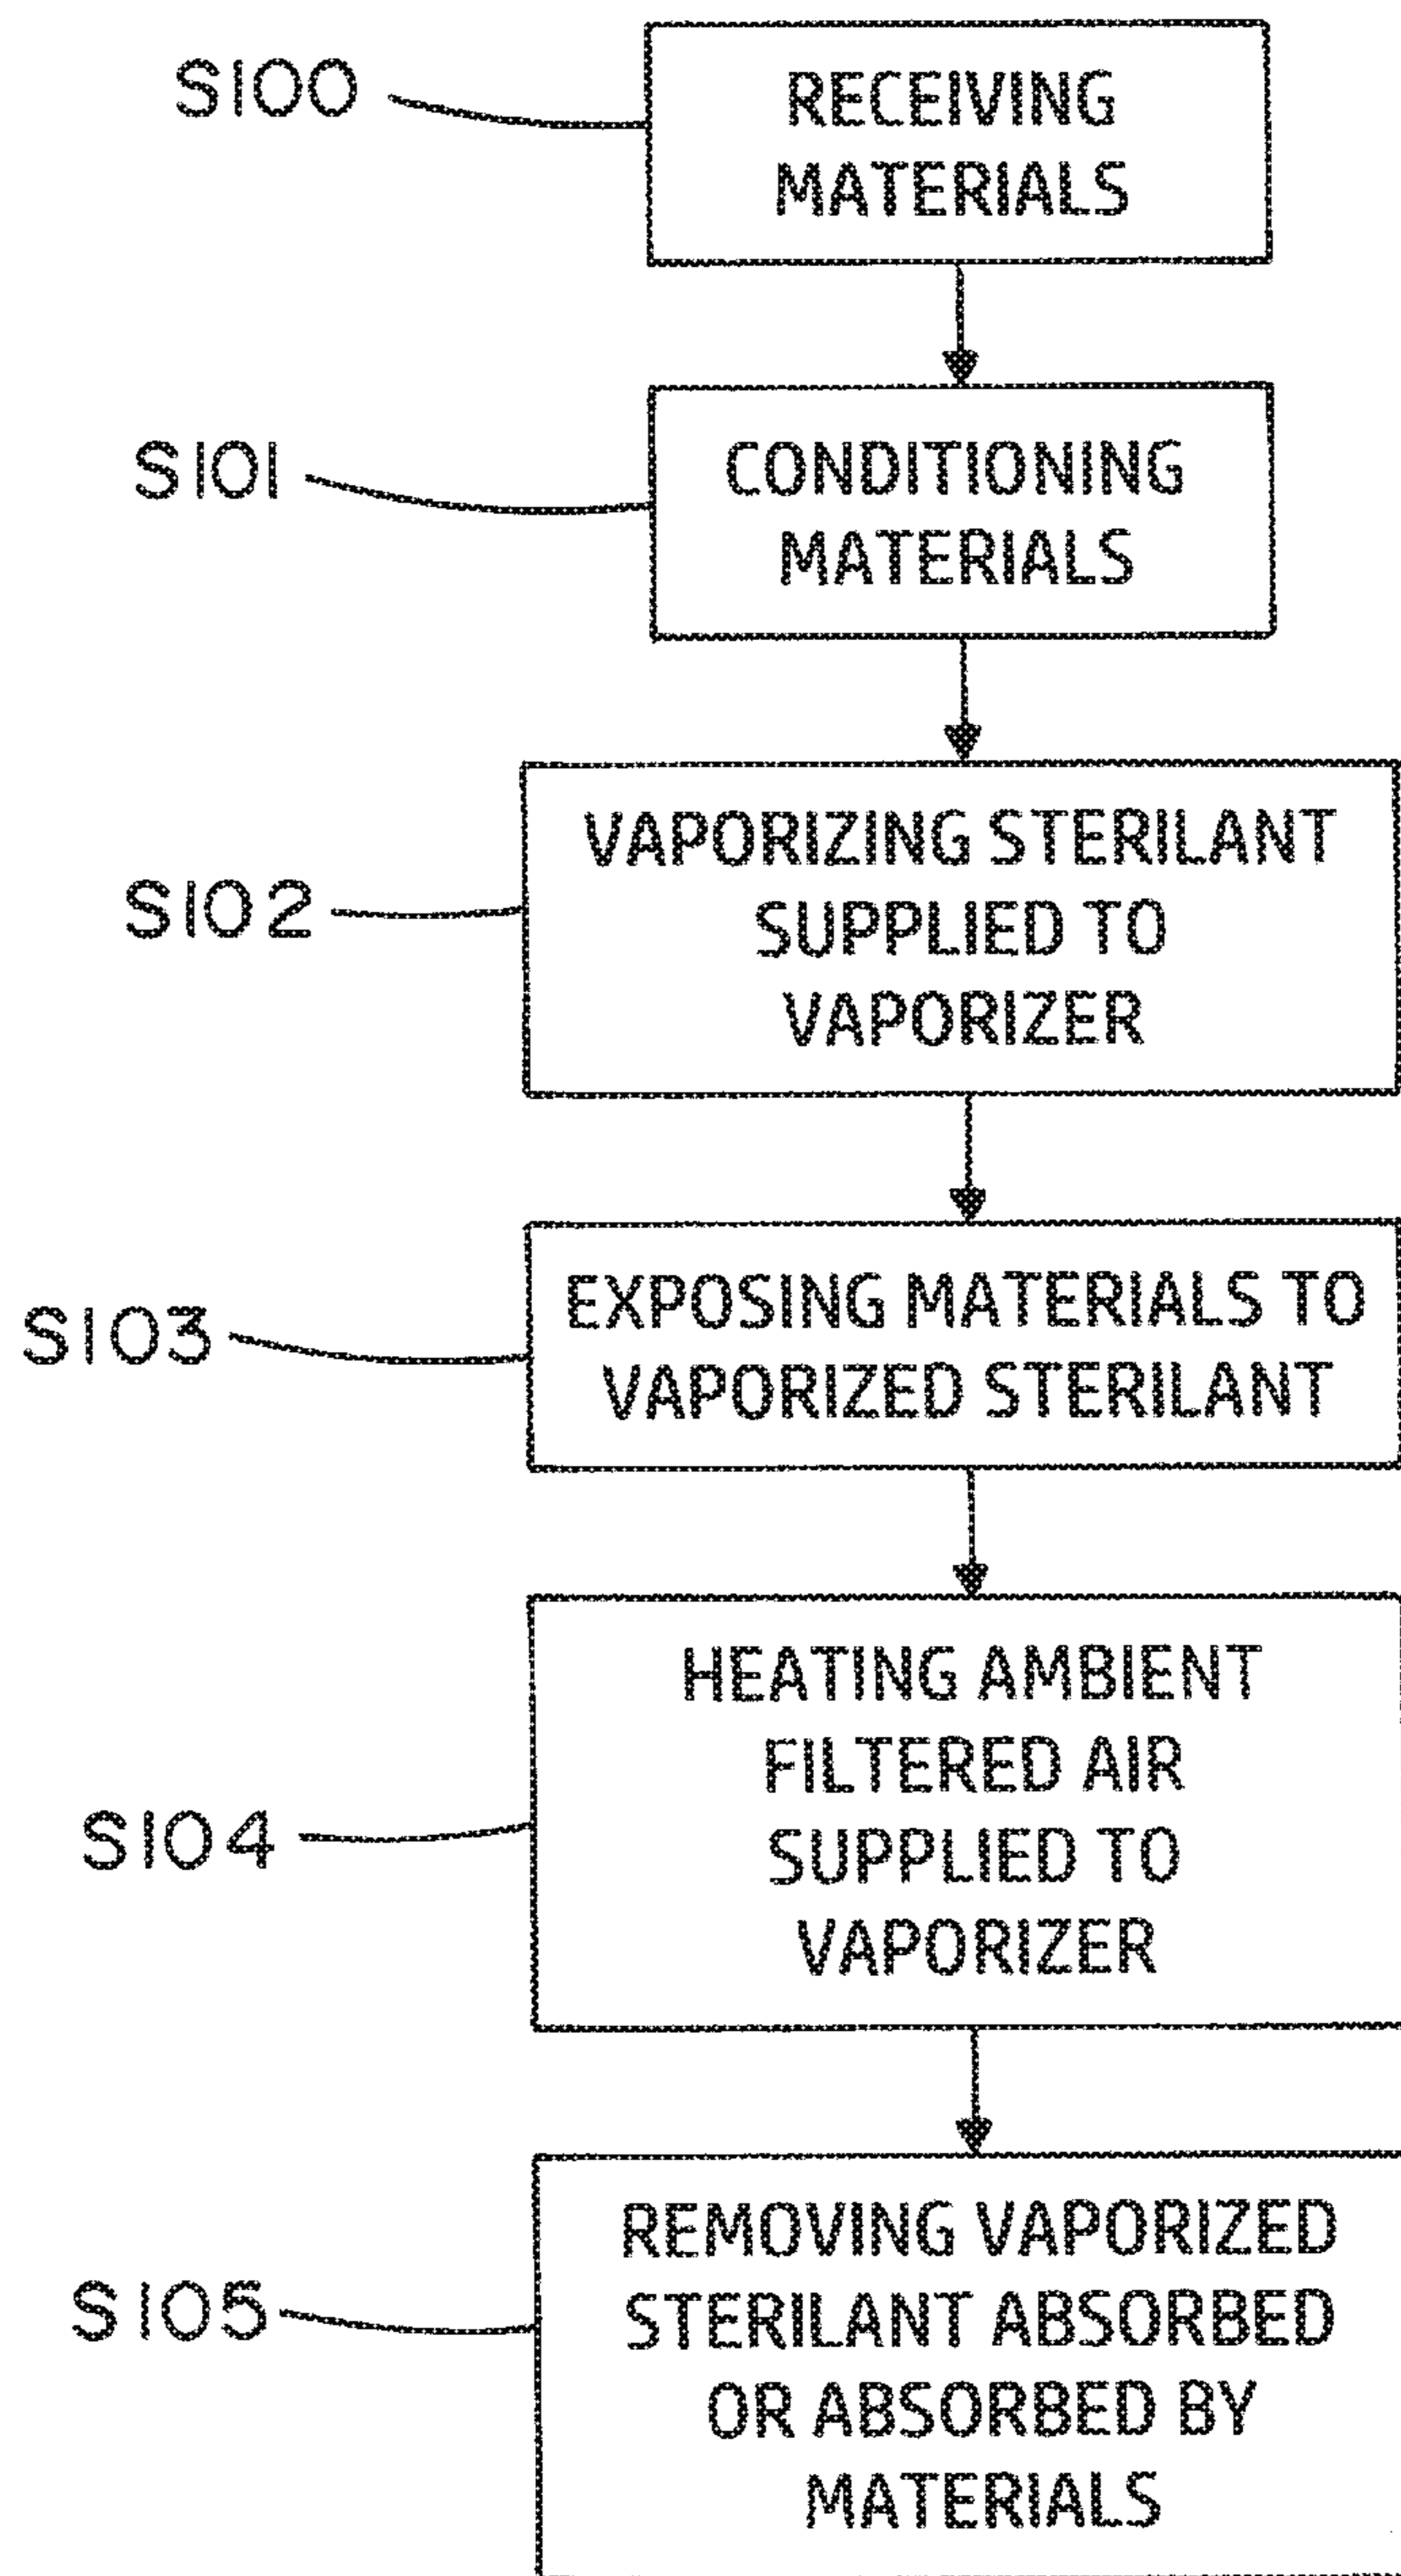 S100
RECEIVING
MATERIALS
S101
CONDITIONING
MATERIALS
S102
VAPORIZING STERILANT
SUPPLIED TO
VAPORIZER
S103
EXPOSING MATERIALS TO
VAPORIZED STERILANT
S104
HEATING AMBIENT
FILTERED AIR
SUPPLIED TO
VAPORIZER
S105
REMOVING VAPORIZED
STERILANT ABSORBED
OR ABSORBED BY
MATERIALS